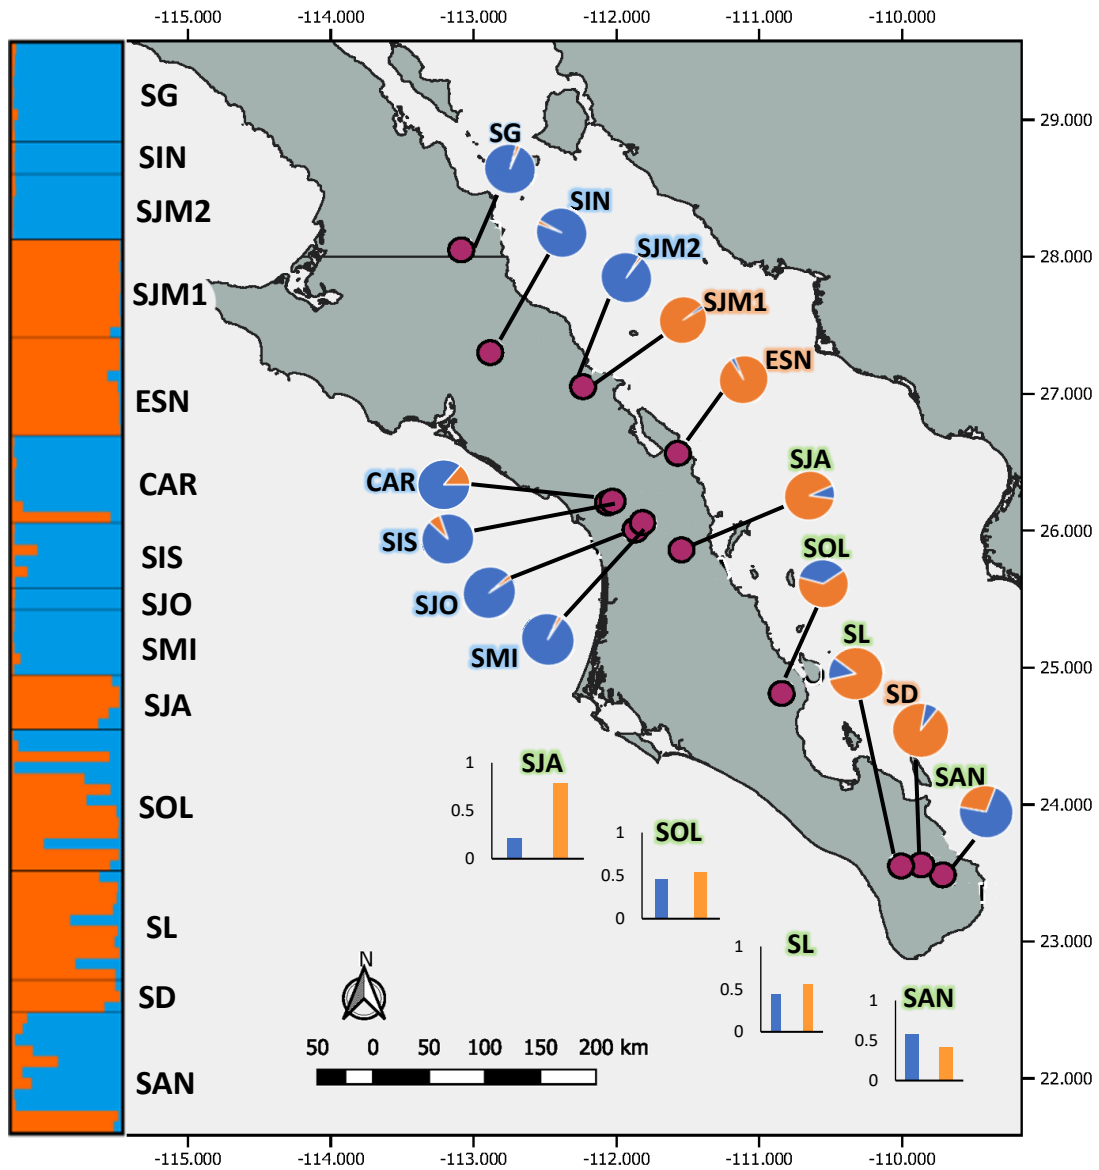 -115.000 -114.000 -113.000 -112.000 -111.000 -110.000
SG
SIN
SJM2
SJM1
ESN
CAR
SIS
SJO
SMI
SJA
SOL
SL
SD
SAN
SG
SIN
SJM2
SJM1
ESN
CAR
SJA
SIS
SOL
SJO
SL
SMI
SD
SAN
29.000
28.000
27.000
26.000
25.000
24.000
23.000
22.000
SJA
1
0.5
0
SOL
1
0.5
0
SL
1
0.5
0
SAN
1
0.5
0
N
50 0 50 100 150 200 km
-115.000 -114.000 -113.000 -112.000 -111.000 -110.000